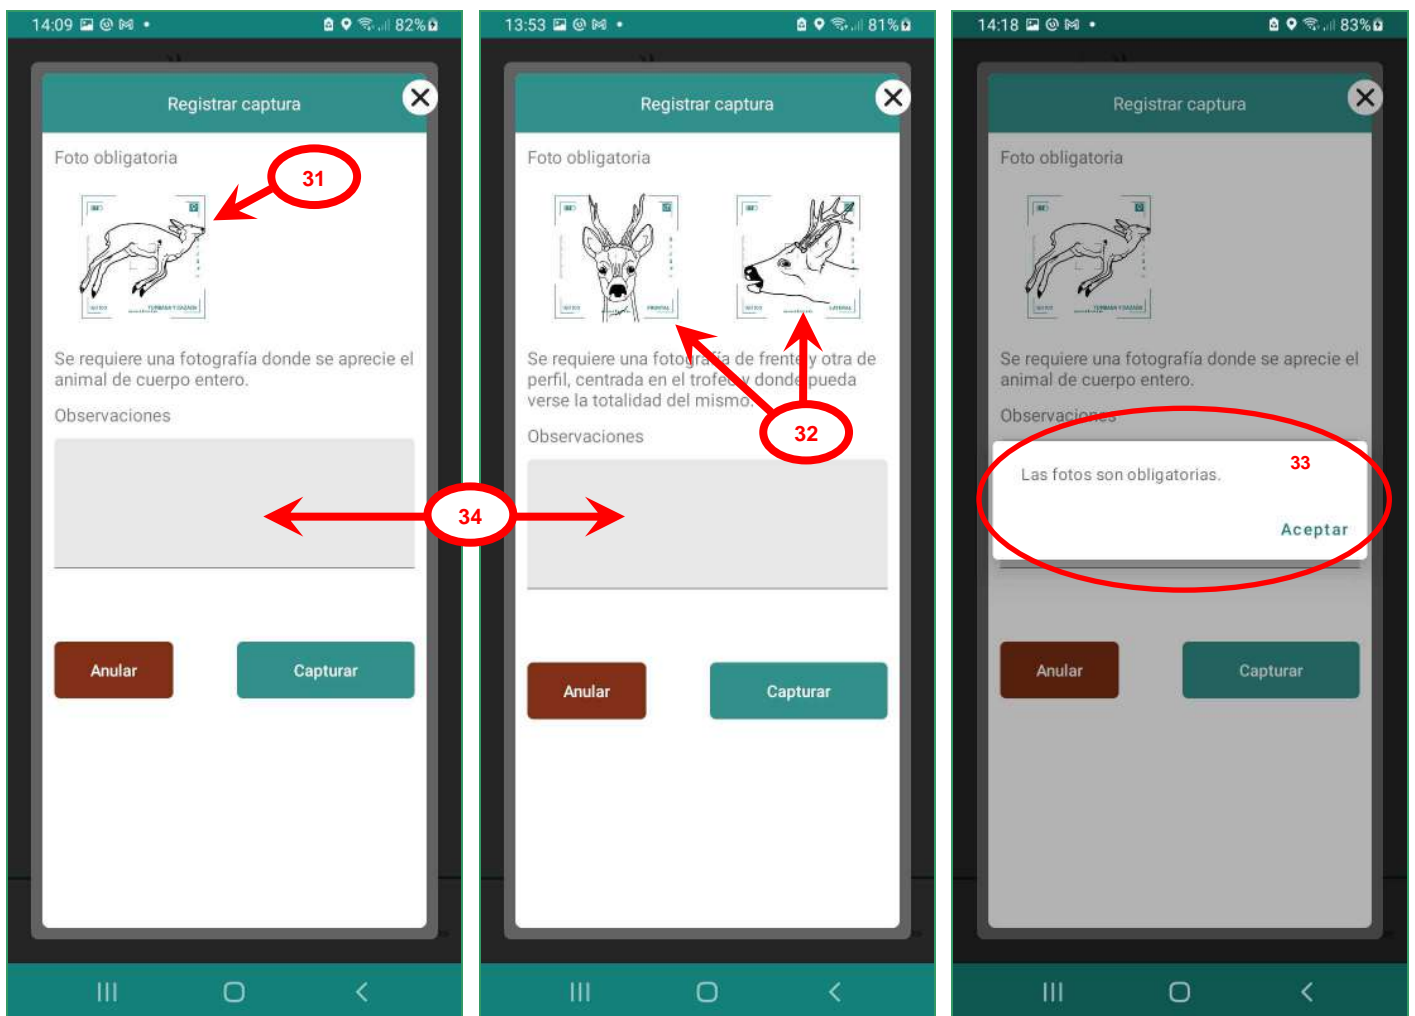 14:09
82%
Registrar captura
Foto obligatoria
31
Se requiere una fotografía donde se aprecie el
animal de cuerpo entero.
Observaciones
Anular
Capturar
13:53
81%
Registrar captura
Foto obligatoria
FRONTAL
LATERAL
Se requiere una fotografía de frente y otra de
perfil, centrada en el trofeo y donde pueda
verse la totalidad del mismo.
32
Observaciones
34
Anular
Capturar
14:18
83%
Registrar captura
Foto obligatoria
Se requiere una fotografía donde se aprecie el
animal de cuerpo entero.
Observaciones
33
Las fotos son obligatorias.
Aceptar
Anular
Capturar